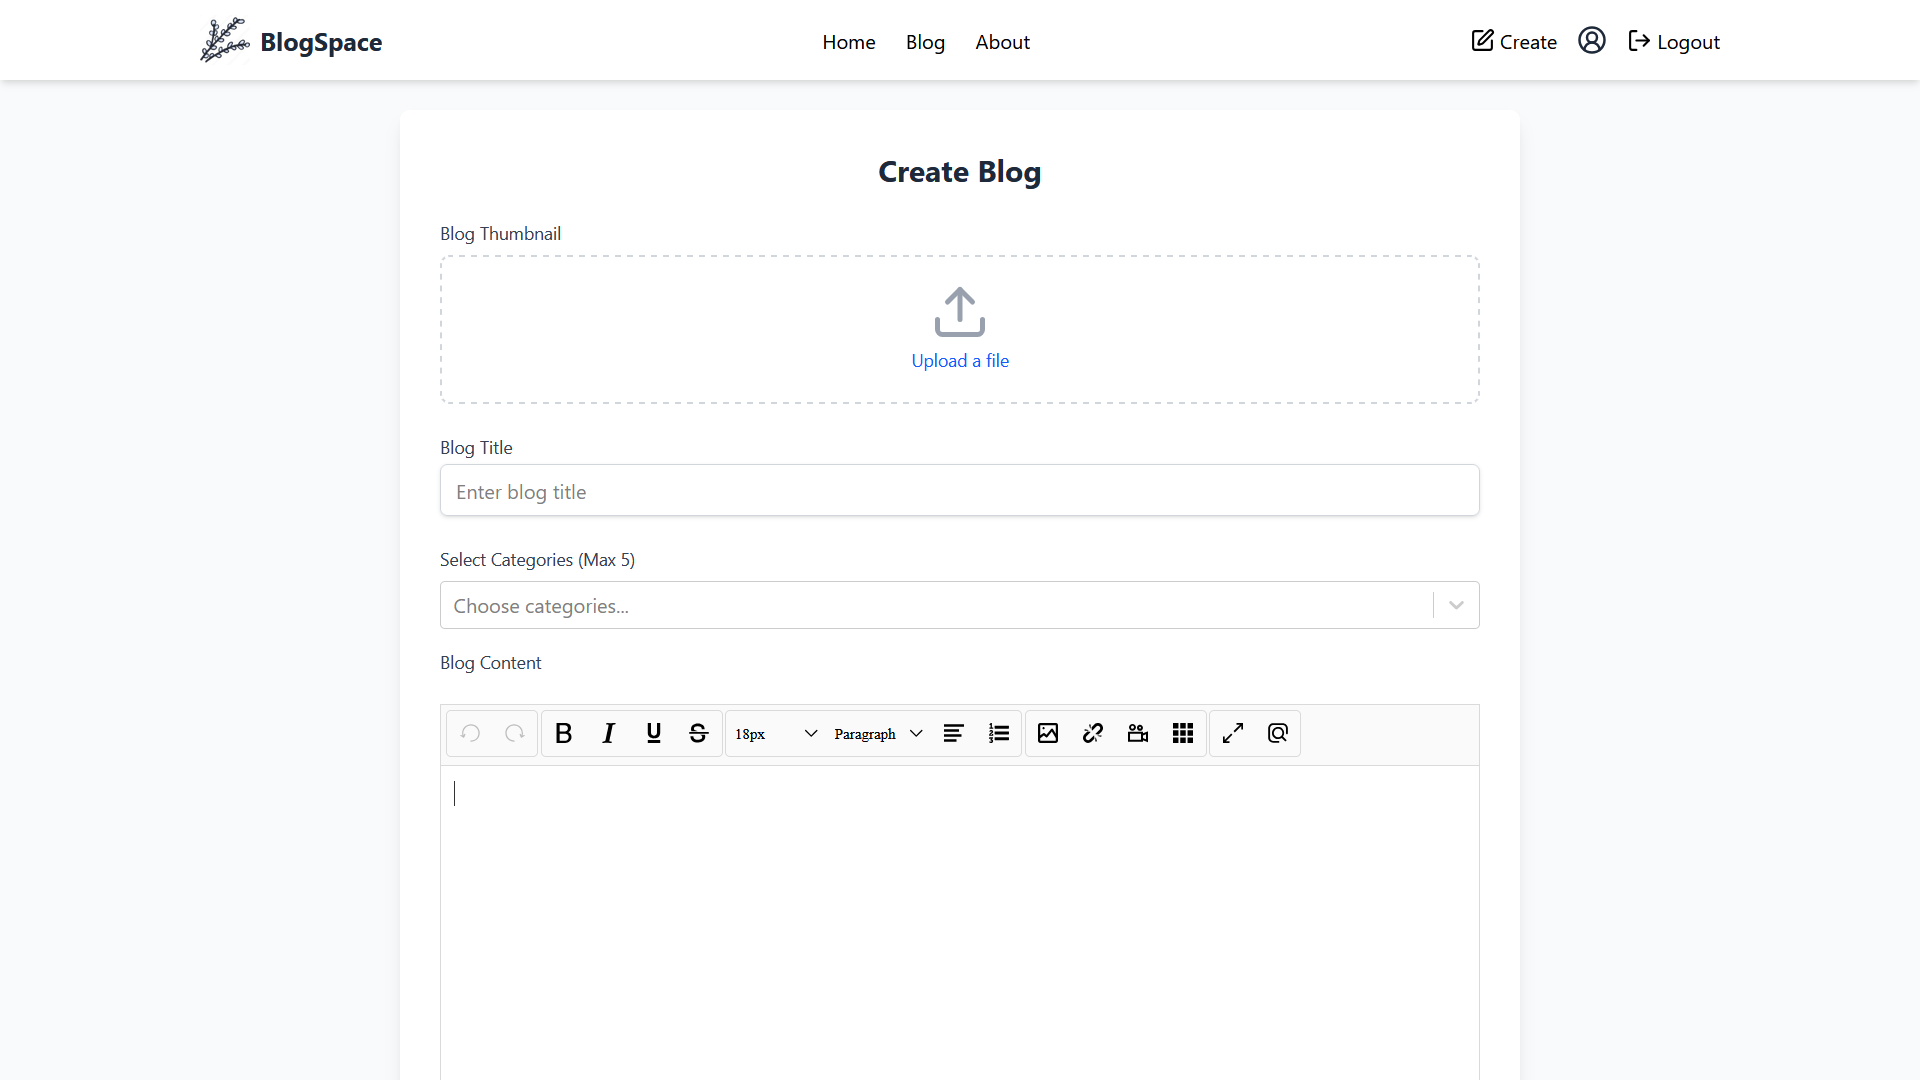 BlogSpace
Home Blog About
Create Logout
Create Blog
Blog Thumbnail
Upload a file
Blog Title
Enter blog title
Select Categories (Max 5)
Choose categories...
Blog Content
B I U S 18px Paragraph